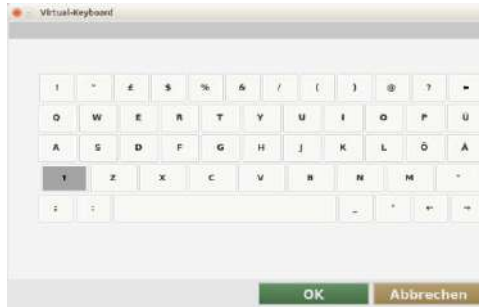 Virtual-Keyboard
! " £ $ % & / ( ) @ ?
Q W E R T Y U I O P Ü
A S D F G H J K L Ö Ä
Z X C V B N M
; : _ ← →
OK Abbrechen